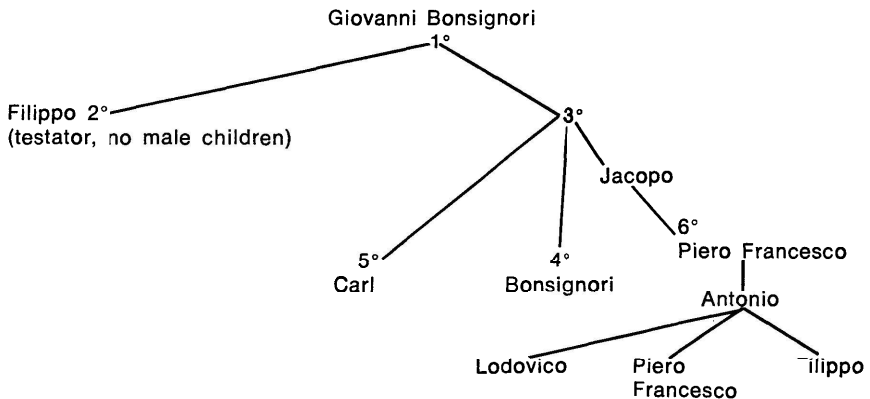 Giovanni Bonsignori
1°
Filippo 2°
(testator, no male children)
3°
Jacopo
6°
Piero Francesco
5°
Carl
4°
Bonsignori
Antonio
Lodovico
Piero
Francesco
ilippo